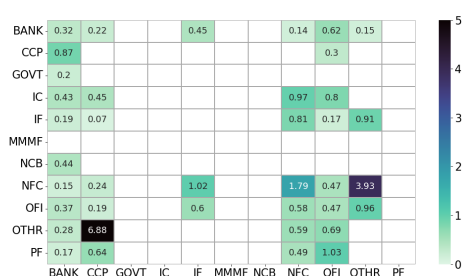 BANK 0.32 0.22 0.45 0.14 0.62 0.15 5
CCP 0.87 0.3
GOVT 0.2 4
IC 0.43 0.45 0.97 0.8
IF 0.19 0.07 0.81 0.17 0.91 3
MMMF
NCB 0.44 2
NFC 0.15 0.24 1.02 1.79 0.47 3.93
OFI 0.37 0.19 0.6 0.58 0.47 0.96 1
OTHR 0.28 6.88 0.59 0.69
PF 0.17 0.64 0.49 1.03 0
BANK CCP GOVT IC IF MMMF NCB NFC OFI OTHR PF